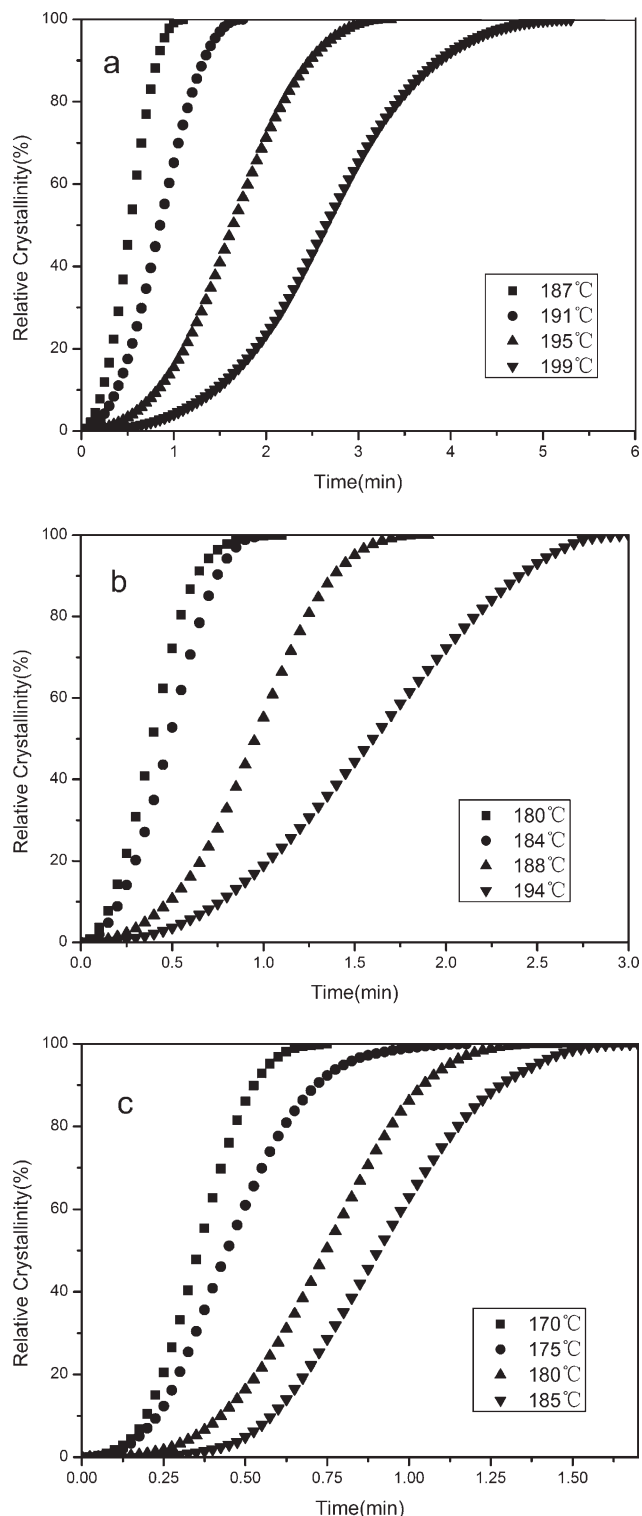 a
100
80
60
40
20
0
Relative Crystallinity(%)
187℃
191℃
195℃
199℃
0 1 2 3 4 5 6
Time(min)
b
100
80
60
40
20
0
Relative Crystallinity(%)
180℃
184℃
188℃
194℃
0.0 0.5 1.0 1.5 2.0 2.5 3.0
Time(min)
c
100
80
60
40
20
0
Relative Crystallinity(%)
170℃
175℃
180℃
185℃
0.00 0.25 0.50 0.75 1.00 1.25 1.50
Time(min)